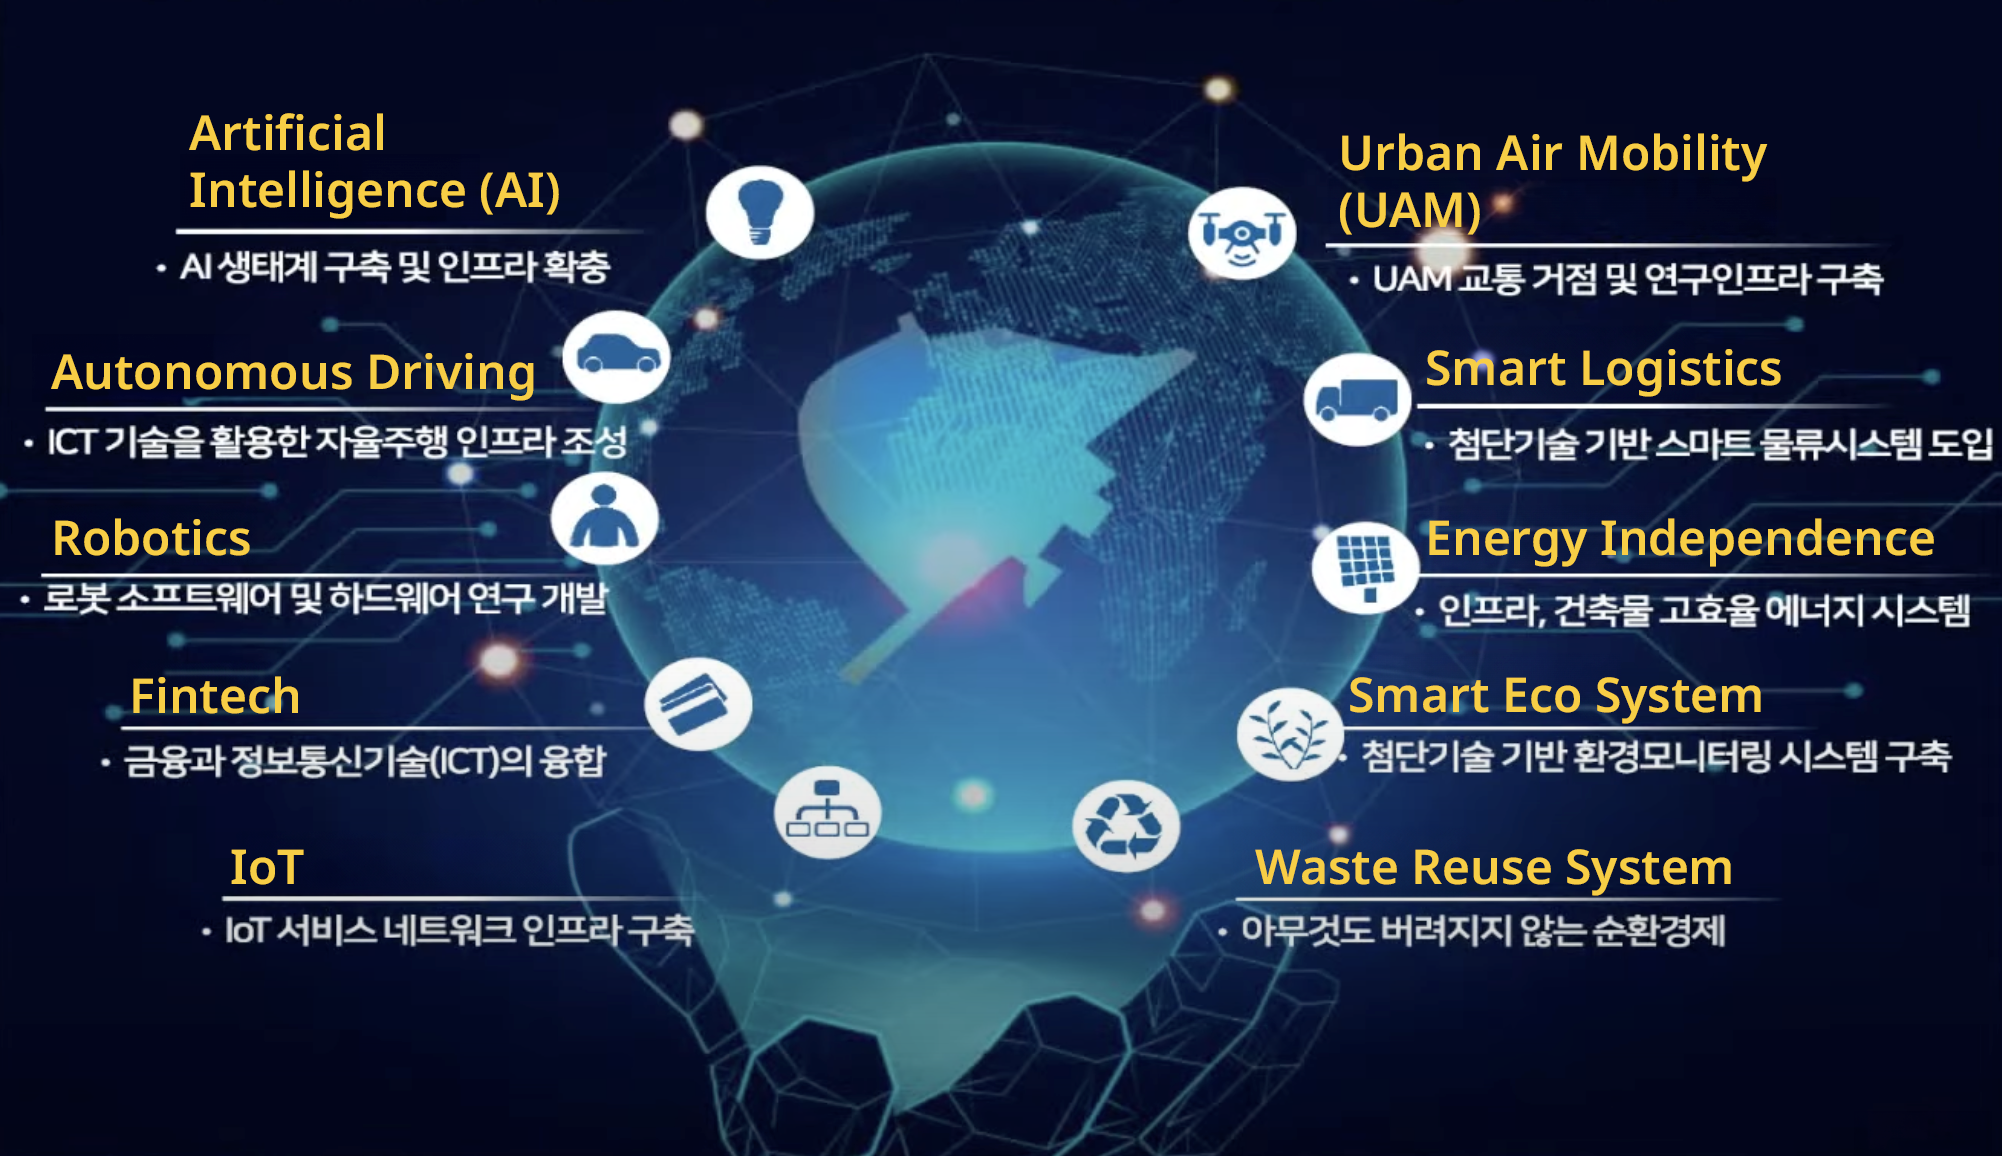 Artificial
Intelligence (AI)
• AI 생태계 구축 및 인프라 확충
Autonomous Driving
• ICT 기술을 활용한 자율주행 인프라 조성
Robotics
• 로봇 소프트웨어 및 하드웨어 연구 개발
Fintech
• 금융과 정보통신기술(ICT)의 융합
IoT
• IoT 서비스 네트워크 인프라 구축
Urban Air Mobility
(UAM)
• UAM 교통 거점 및 연구인프라 구축
Smart Logistics
• 첨단기술 기반 스마트 물류시스템 도입
Energy Independence
• 인프라, 건축물 고효율 에너지 시스템
Smart Eco System
• 첨단기술 기반 환경모니터링 시스템 구축
Waste Reuse System
• 아무것도 버려지지 않는 순환경제